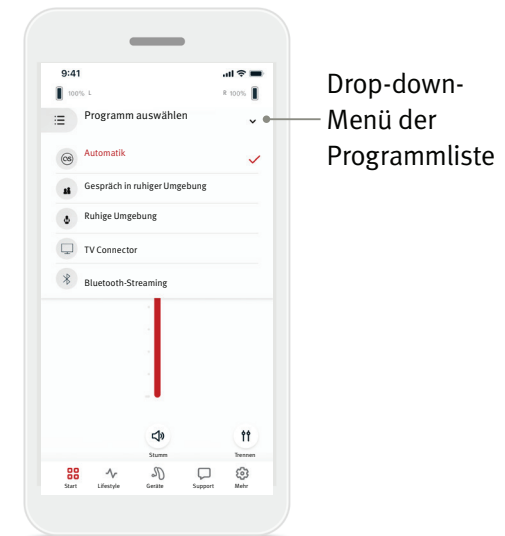 9:41
100% L
R 100%
Programm auswählen
Automatik
Gespräch in ruhiger Umgebung
Ruhige Umgebung
TV Connector
Bluetooth-Streaming
Stumm
Trennen
Start
Lifestyle
Geräte
Support
Mehr
Drop-down-
Menü der
Programmliste